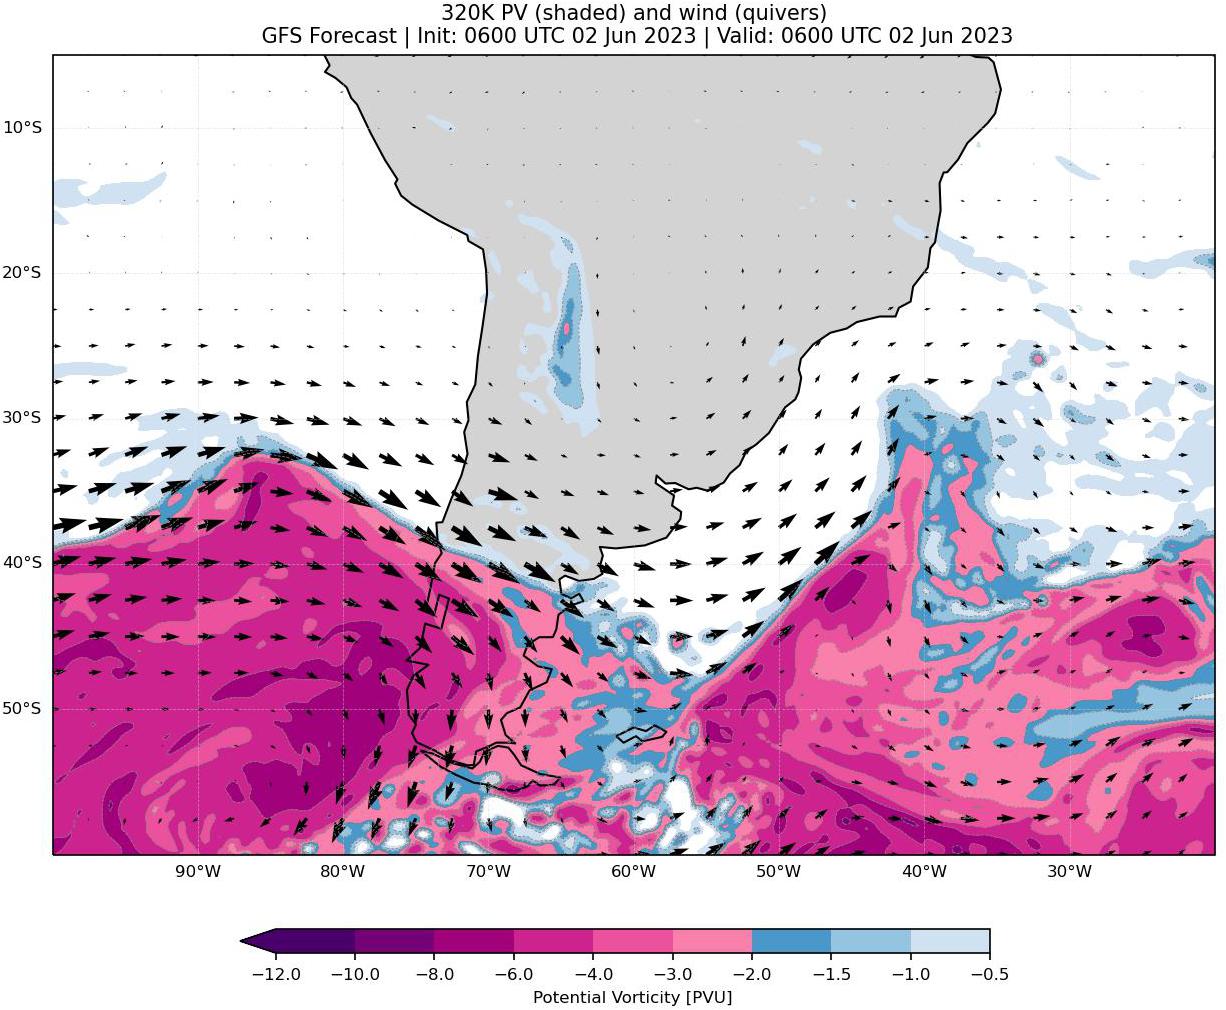 320K PV (shaded) and wind (quivers)
GFS Forecast | Init: 0600 UTC 02 Jun 2023 | Valid: 0600 UTC 02 Jun 2023
10°S
20°S
30°S
40°S
50°S
90°W 80°W 70°W 60°W 50°W 40°W 30°W
−12.0 −10.0 −8.0 −6.0 −4.0 −3.0 −2.0 −1.5 −1.0 −0.5
Potential Vorticity [PVU]